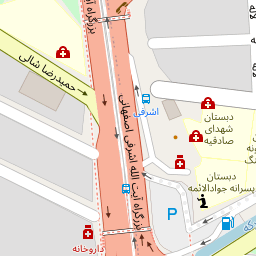 بزرگراه آیت الله اشرفی اصفهانی
حمیدرضا شالی
اشرفی
دبستان
شهدای
صادقیه
دبستان
پسرانه جوادالائمه
P
داروخانه